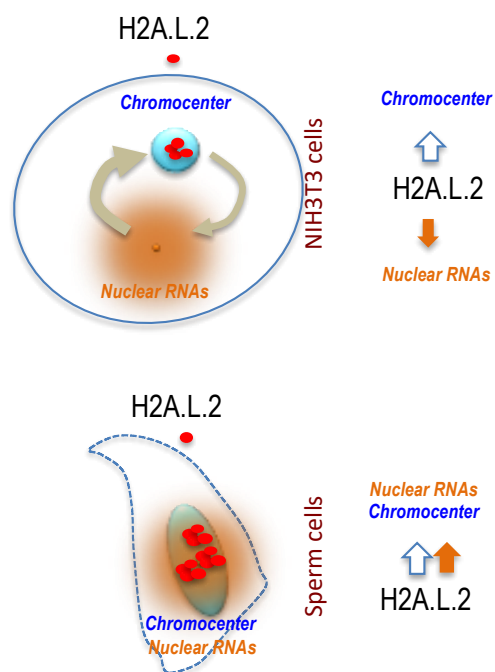 H2A.L.2
Chromocenter
Nuclear RNAs
NIH3T3 cells
Chromocenter
H2A.L.2
Nuclear RNAs
H2A.L.2
Chromocenter
Nuclear RNAs
Sperm cells
Nuclear RNAs
Chromocenter
H2A.L.2